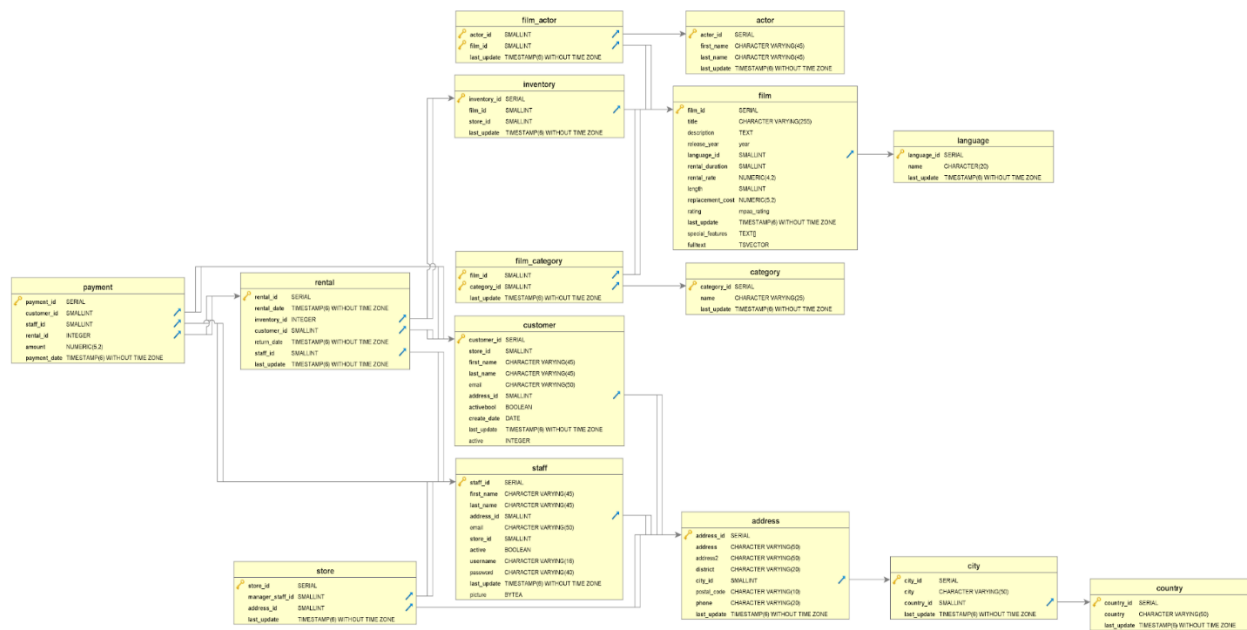 film_actor
actor_id SMALLINT
film_id SMALLINT
last_update TIMESTAMP(6) WITHOUT TIME ZONE
actor
actor_id SERIAL
first_name CHARACTER VARYING(45)
last_name CHARACTER VARYING(45)
last_update TIMESTAMP(6) WITHOUT TIME ZONE
inventory
inventory_id SERIAL
film_id SMALLINT
store_id SMALLINT
last_update TIMESTAMP(6) WITHOUT TIME ZONE
film
film_id SERIAL
title CHARACTER VARYING(255)
description TEXT
release_year year
language_id SMALLINT
rental_duration SMALLINT
rental_rate NUMERIC(4,2)
length SMALLINT
replacement_cost NUMERIC(5,2)
rating mpaa_rating
last_update TIMESTAMP(6) WITHOUT TIME ZONE
special_features TEXT[]
fulltext TSVECTOR
language
language_id SERIAL
name CHARACTER(20)
last_update TIMESTAMP(6) WITHOUT TIME ZONE
film_category
film_id SMALLINT
category_id SMALLINT
last_update TIMESTAMP(6) WITHOUT TIME ZONE
category
category_id SERIAL
name CHARACTER VARYING(25)
last_update TIMESTAMP(6) WITHOUT TIME ZONE
payment
payment_id SERIAL
customer_id SMALLINT
staff_id SMALLINT
rental_id INTEGER
amount NUMERIC(5,2)
payment_date TIMESTAMP(6) WITHOUT TIME ZONE
rental
rental_id SERIAL
rental_date TIMESTAMP(6) WITHOUT TIME ZONE
inventory_id INTEGER
customer_id SMALLINT
return_date TIMESTAMP(6) WITHOUT TIME ZONE
staff_id SMALLINT
last_update TIMESTAMP(6) WITHOUT TIME ZONE
customer
customer_id SERIAL
store_id SMALLINT
first_name CHARACTER VARYING(45)
last_name CHARACTER VARYING(45)
email CHARACTER VARYING(50)
address_id SMALLINT
activebool BOOLEAN
create_date DATE
last_update TIMESTAMP(6) WITHOUT TIME ZONE
active INTEGER
staff
staff_id SERIAL
first_name CHARACTER VARYING(45)
last_name CHARACTER VARYING(45)
address_id SMALLINT
email CHARACTER VARYING(50)
store_id SMALLINT
active BOOLEAN
username CHARACTER VARYING(16)
password CHARACTER VARYING(40)
last_update TIMESTAMP(6) WITHOUT TIME ZONE
picture BYTEA
store
store_id SERIAL
manager_staff_id SMALLINT
address_id SMALLINT
last_update TIMESTAMP(6) WITHOUT TIME ZONE
address
address_id SERIAL
address CHARACTER VARYING(50)
address2 CHARACTER VARYING(50)
district CHARACTER VARYING(20)
city_id SMALLINT
postal_code CHARACTER VARYING(10)
phone CHARACTER VARYING(20)
last_update TIMESTAMP(6) WITHOUT TIME ZONE
city
city_id SERIAL
city CHARACTER VARYING(50)
country_id SMALLINT
last_update TIMESTAMP(6) WITHOUT TIME ZONE
country
country_id SERIAL
country CHARACTER VARYING(50)
last_update TIMESTAMP(6) WITHOUT TIME ZONE